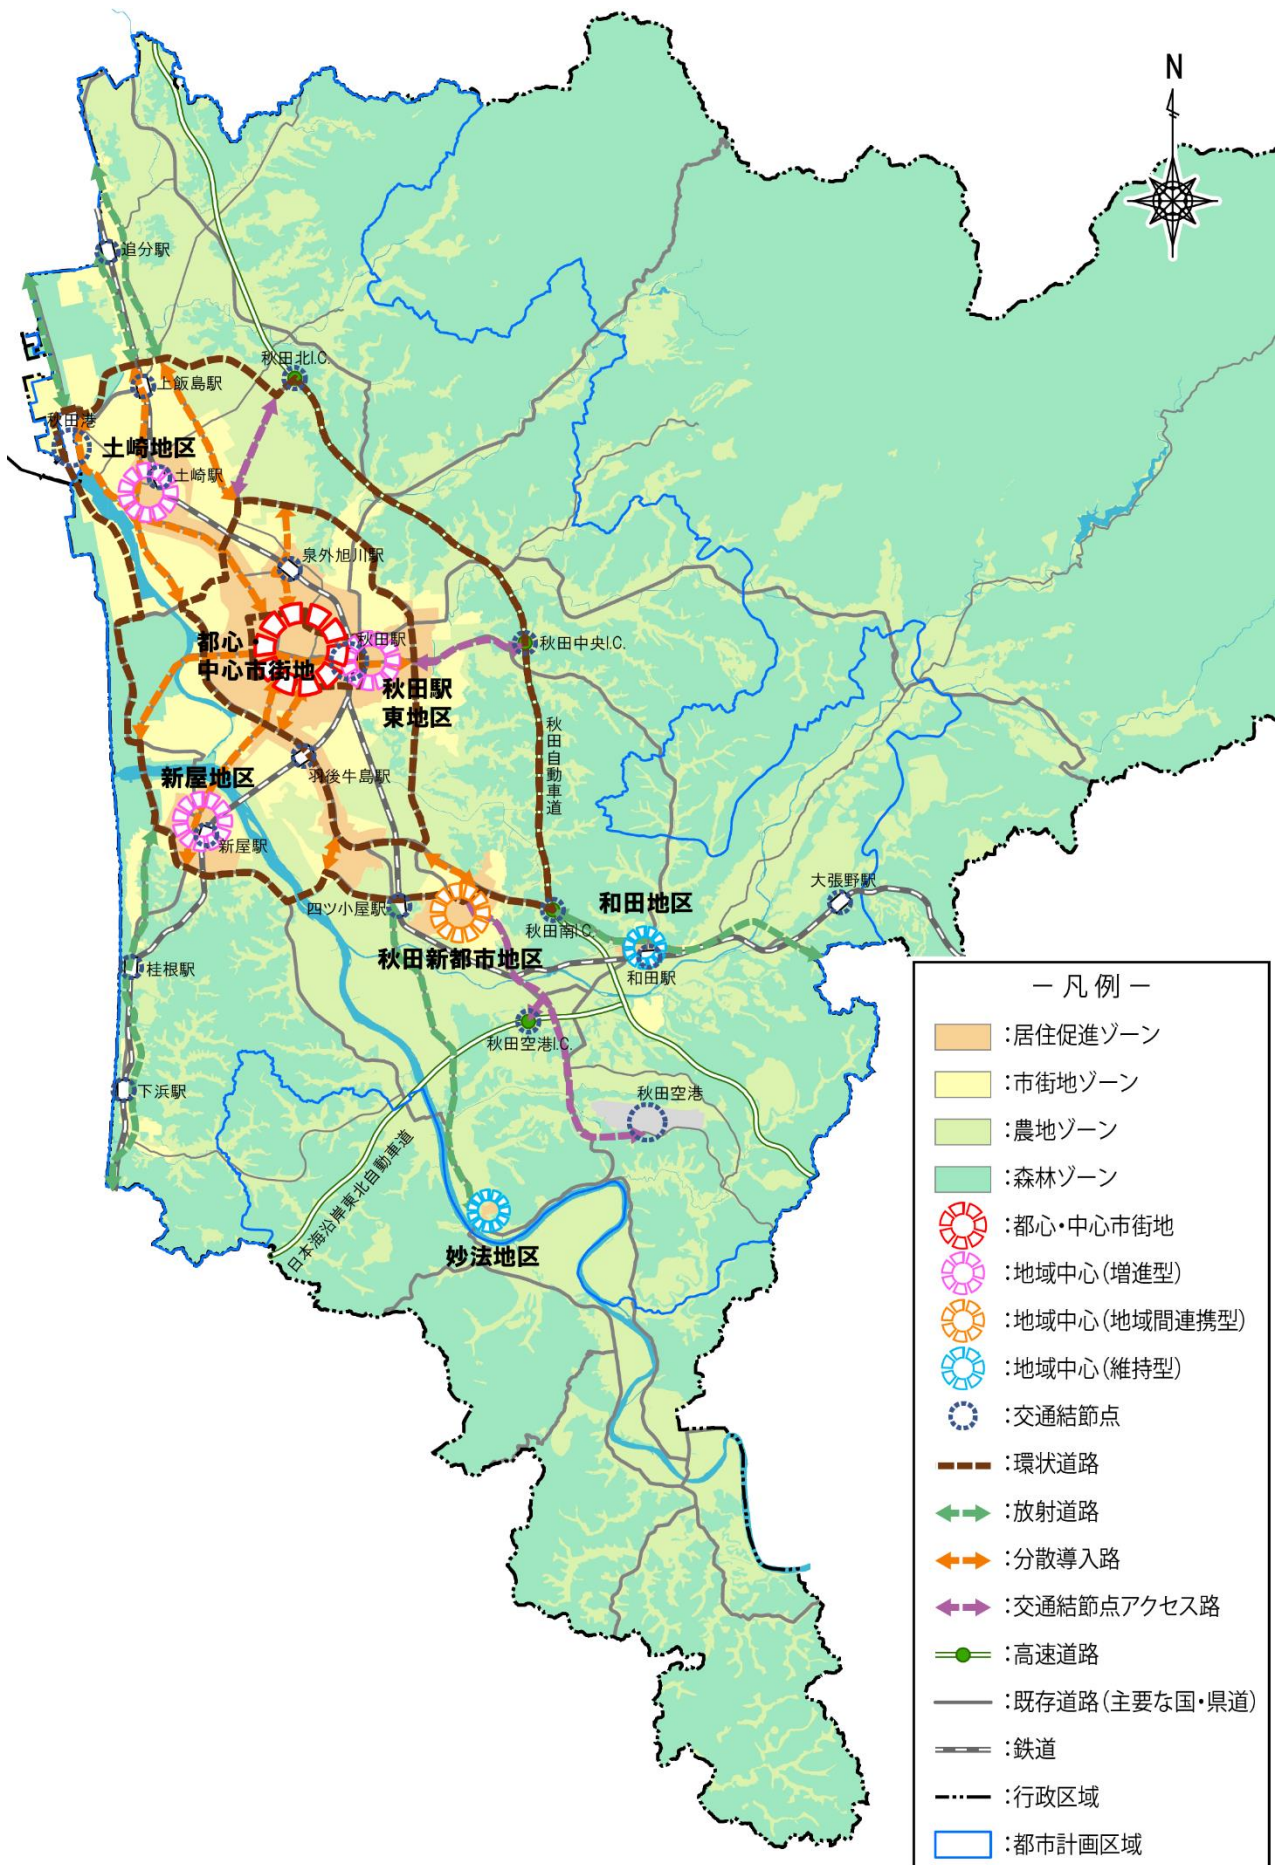 N
追分駅
秋田北I.C.
上飯島駅
秋田港
土崎地区
土崎駅
泉外旭川駅
都心・
中心市街地
秋田駅
秋田中央I.C.
秋田駅
東地区
秋田自動車道
羽後牛島駅
新屋地区
新屋駅
大張野駅
四ツ小屋駅
秋田南I.C.
和田地区
秋田新都市地区
和田駅
桂根駅
秋田空港I.C.
下浜駅
秋田空港
日本海沿岸東北自動車道
妙法地区
－凡例－
：居住促進ゾーン
：市街地ゾーン
：農地ゾーン
：森林ゾーン
：都心・中心市街地
：地域中心（増進型）
：地域中心（地域間連携型）
：地域中心（維持型）
：交通結節点
：環状道路
：放射道路
：分散導入路
：交通結節点アクセス路
：高速道路
：既存道路（主要な国・県道）
：鉄道
：行政区域
：都市計画区域